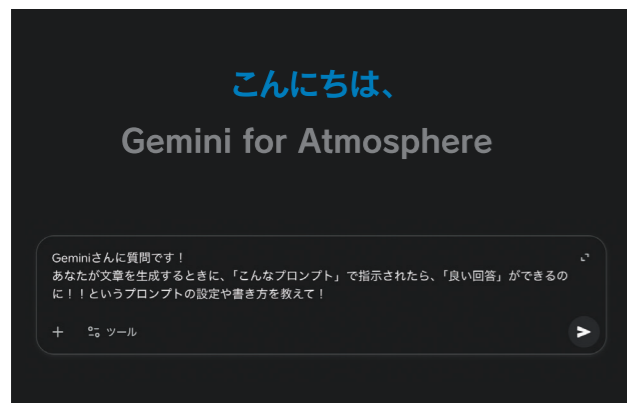 こんにちは、
Gemini for Atmosphere
Geminiさんに質問です！
あなたが文章を生成するときに、「こんなプロンプト」で指示されたら、「良い回答」ができるの
に！！というプロンプトの設定や書き方を教えて！
ツール